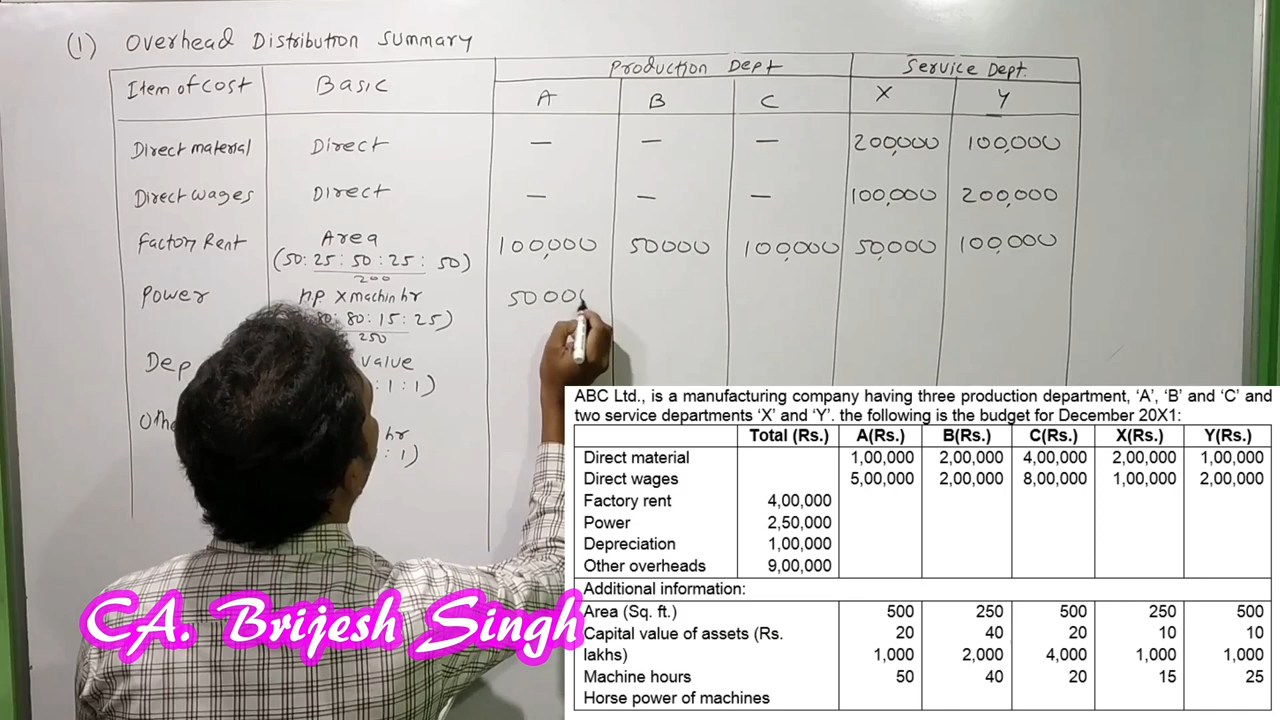 (1) Overhead Distribution Summary
Item of cost Basic Production Dept Service Dept.
A B C X Y
Direct material Direct — — — 200,000 100,000
Direct wages Direct — — — 100,000 200,000
Factory Rent Area 100,000 50000 100,000 50,000 100,000
(50: 25 : 50 : 25 : 50)
200
Power hp x machin hr 5000
80: 80: 15: 25)
250
Dep value
: 1 : 1)
Othe
hr
: 1)
ABC Ltd., is a manufacturing company having three production department, ‘A’, ‘B’ and ‘C’ and
two service departments ‘X’ and ‘Y’. the following is the budget for December 20X1:
Total (Rs.) A(Rs.) B(Rs.) C(Rs.) X(Rs.) Y(Rs.)
Direct material 1,00,000 2,00,000 4,00,000 2,00,000 1,00,000
Direct wages 5,00,000 2,00,000 8,00,000 1,00,000 2,00,000
Factory rent 4,00,000
Power 2,50,000
Depreciation 1,00,000
Other overheads 9,00,000
Additional information:
Area (Sq. ft.) 500 250 500 250 500
Capital value of assets (Rs. 20 40 20 10 10
lakhs) 1,000 2,000 4,000 1,000 1,000
Machine hours 50 40 20 15 25
Horse power of machines
CA. Brijesh Singh